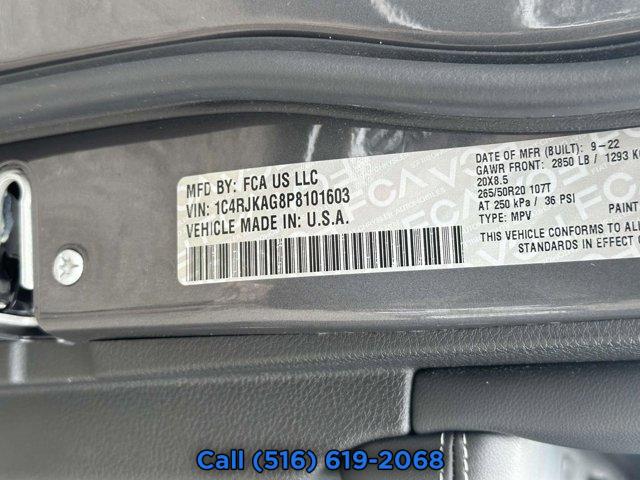 MFD BY: FCA US LLC
VIN: 1C4RJKAG8P8101603
VEHICLE MADE IN U.S.A.
DATE OF MFR (BUILT): 9-22
GAWR FRONT: 2850 LB / 1293 KG
20X8.5
265/50R20 107T
AT 250 kPa / 36 PSI
TYPE: MPV
PAINT
THIS VEHICLE CONFORMS TO ALL
STANDARDS IN EFFECT O
Call (516) 619-2068